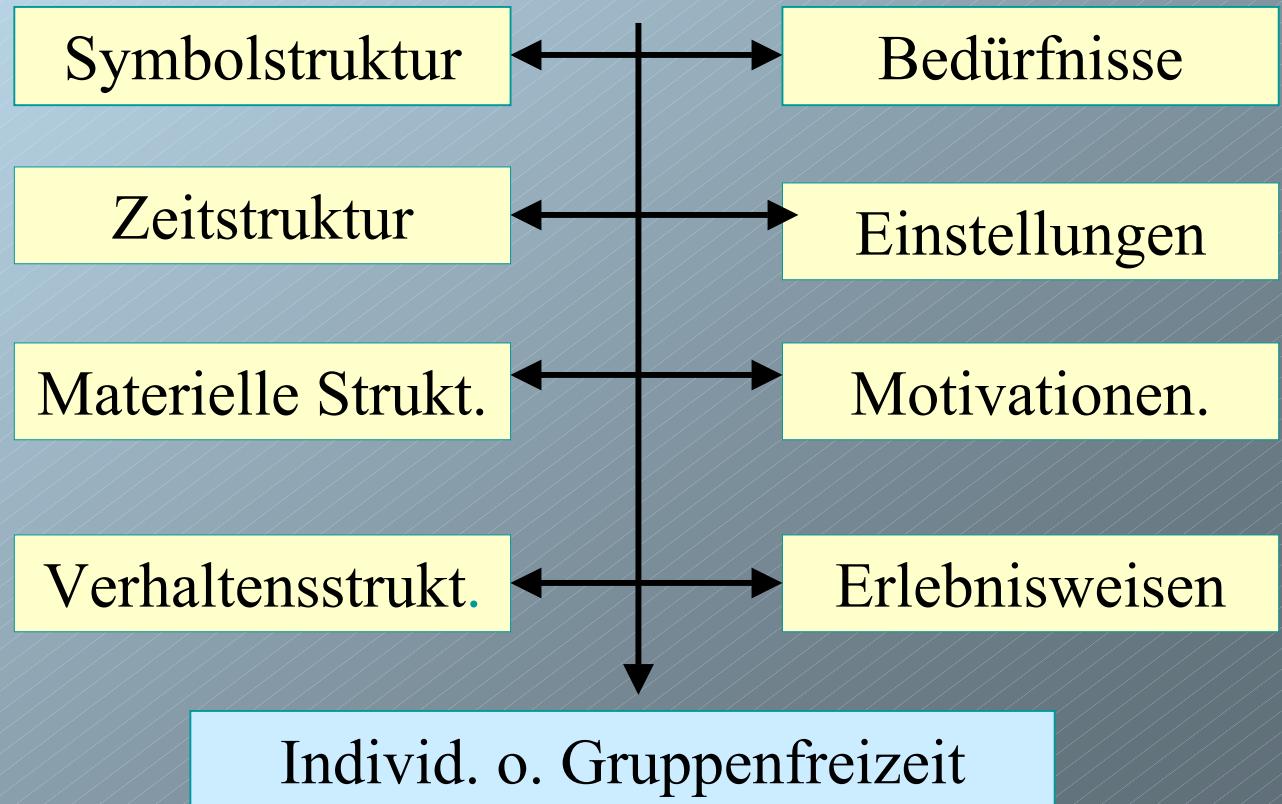 Symbolstruktur
Bedürfnisse
Zeitstruktur
Einstellungen
Materielle Strukt.
Motivationen.
Verhaltensstrukt.
Erlebnisweisen
Individ. o. Gruppenfreizeit